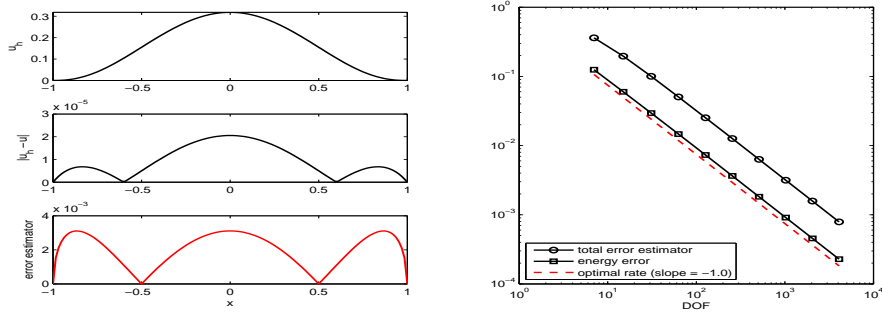 0.3
0.2
0.1
0
−1 −0.5 0 0.5 1
u_h
x 10^−5
3
2
1
0
−1 −0.5 0 0.5 1
|u_h −u|
x 10^−3
4
2
0
−1 −0.5 0 0.5 1
error estimator
x
10^0
10^−1
10^−2
10^−3
10^−4
total error estimator
energy error
optimal rate (slope = −1.0)
10^0 10^1 10^2 10^3 10^4
DOF